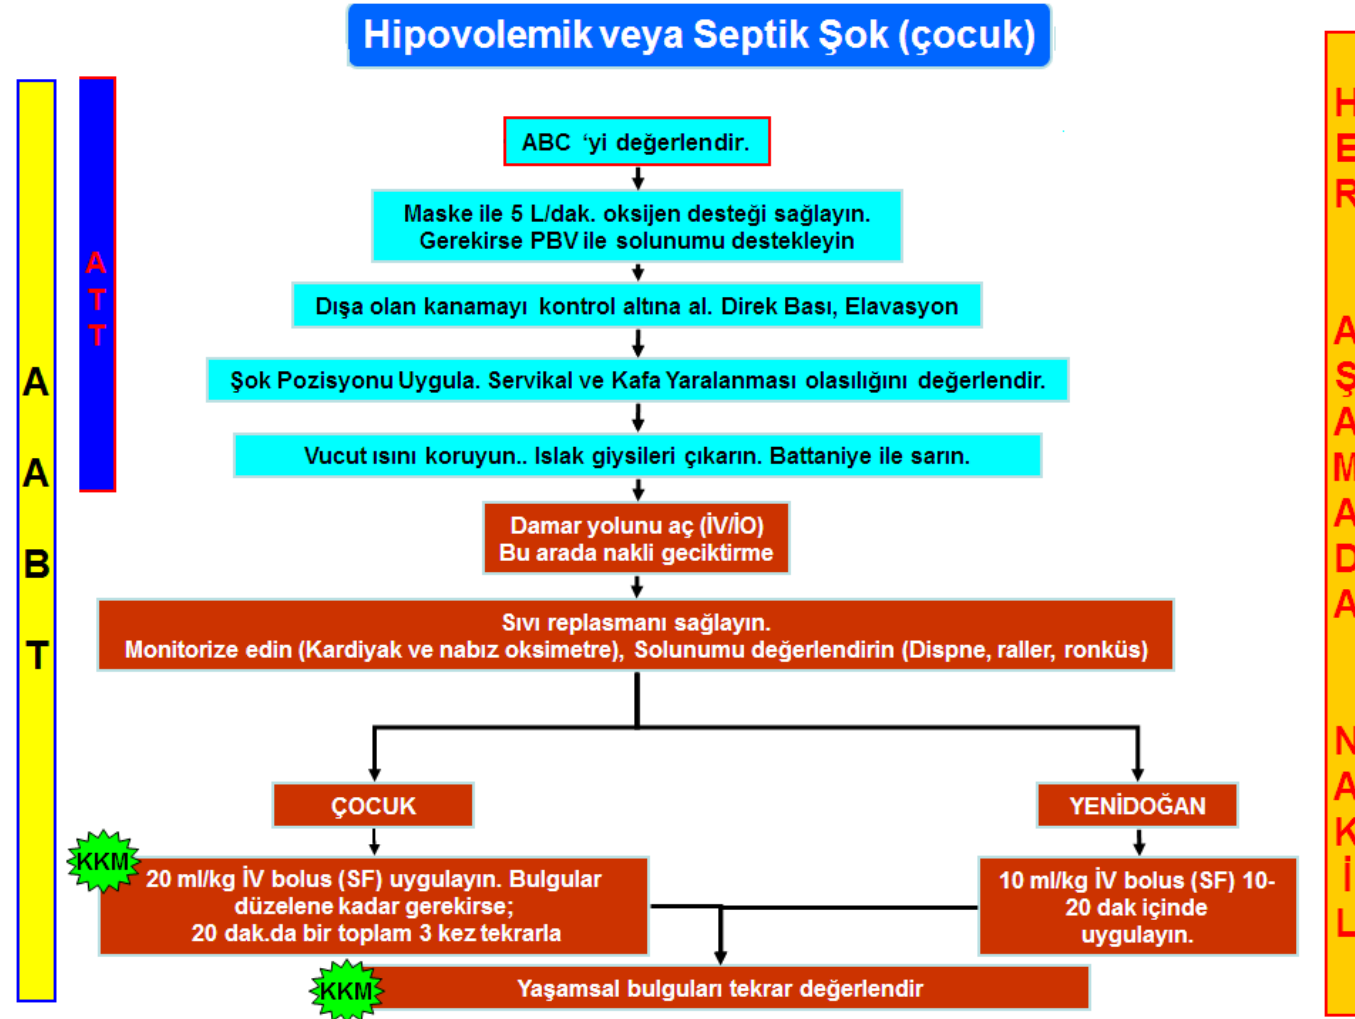 Hipovolemik veya Septik Şok (çocuk)
ABC 'yi değerlendir.
Maske ile 5 L/dak. oksijen desteği sağlayın.
Gerekirse PBV ile solunumu destekleyin
Dışa olan kanamayı kontrol altına al. Direk Bası, Elavasyon
Şok Pozisyonu Uygula. Servikal ve Kafa Yaralanması olasılığını değerlendir.
Vucut ısını koruyun.. Islak giysileri çıkarın. Battaniye ile sarın.
Damar yolunu aç (İV/İO)
Bu arada nakli geciktirme
Sıvı replasmanı sağlayın.
Monitorize edin (Kardiyak ve nabız oksimetre), Solunumu değerlendirin (Dispne, raller, ronküs)
ÇOCUK
YENİDOĞAN
KKM
20 ml/kg İV bolus (SF) uygulayın. Bulgular
düzelene kadar gerekirse;
20 dak.da bir toplam 3 kez tekrarla
10 ml/kg İV bolus (SF) 10-
20 dak içinde
uygulayın.
KKM
Yaşamsal bulguları tekrar değerlendir
AABT
ATT
HER AŞAMADA NAKİL